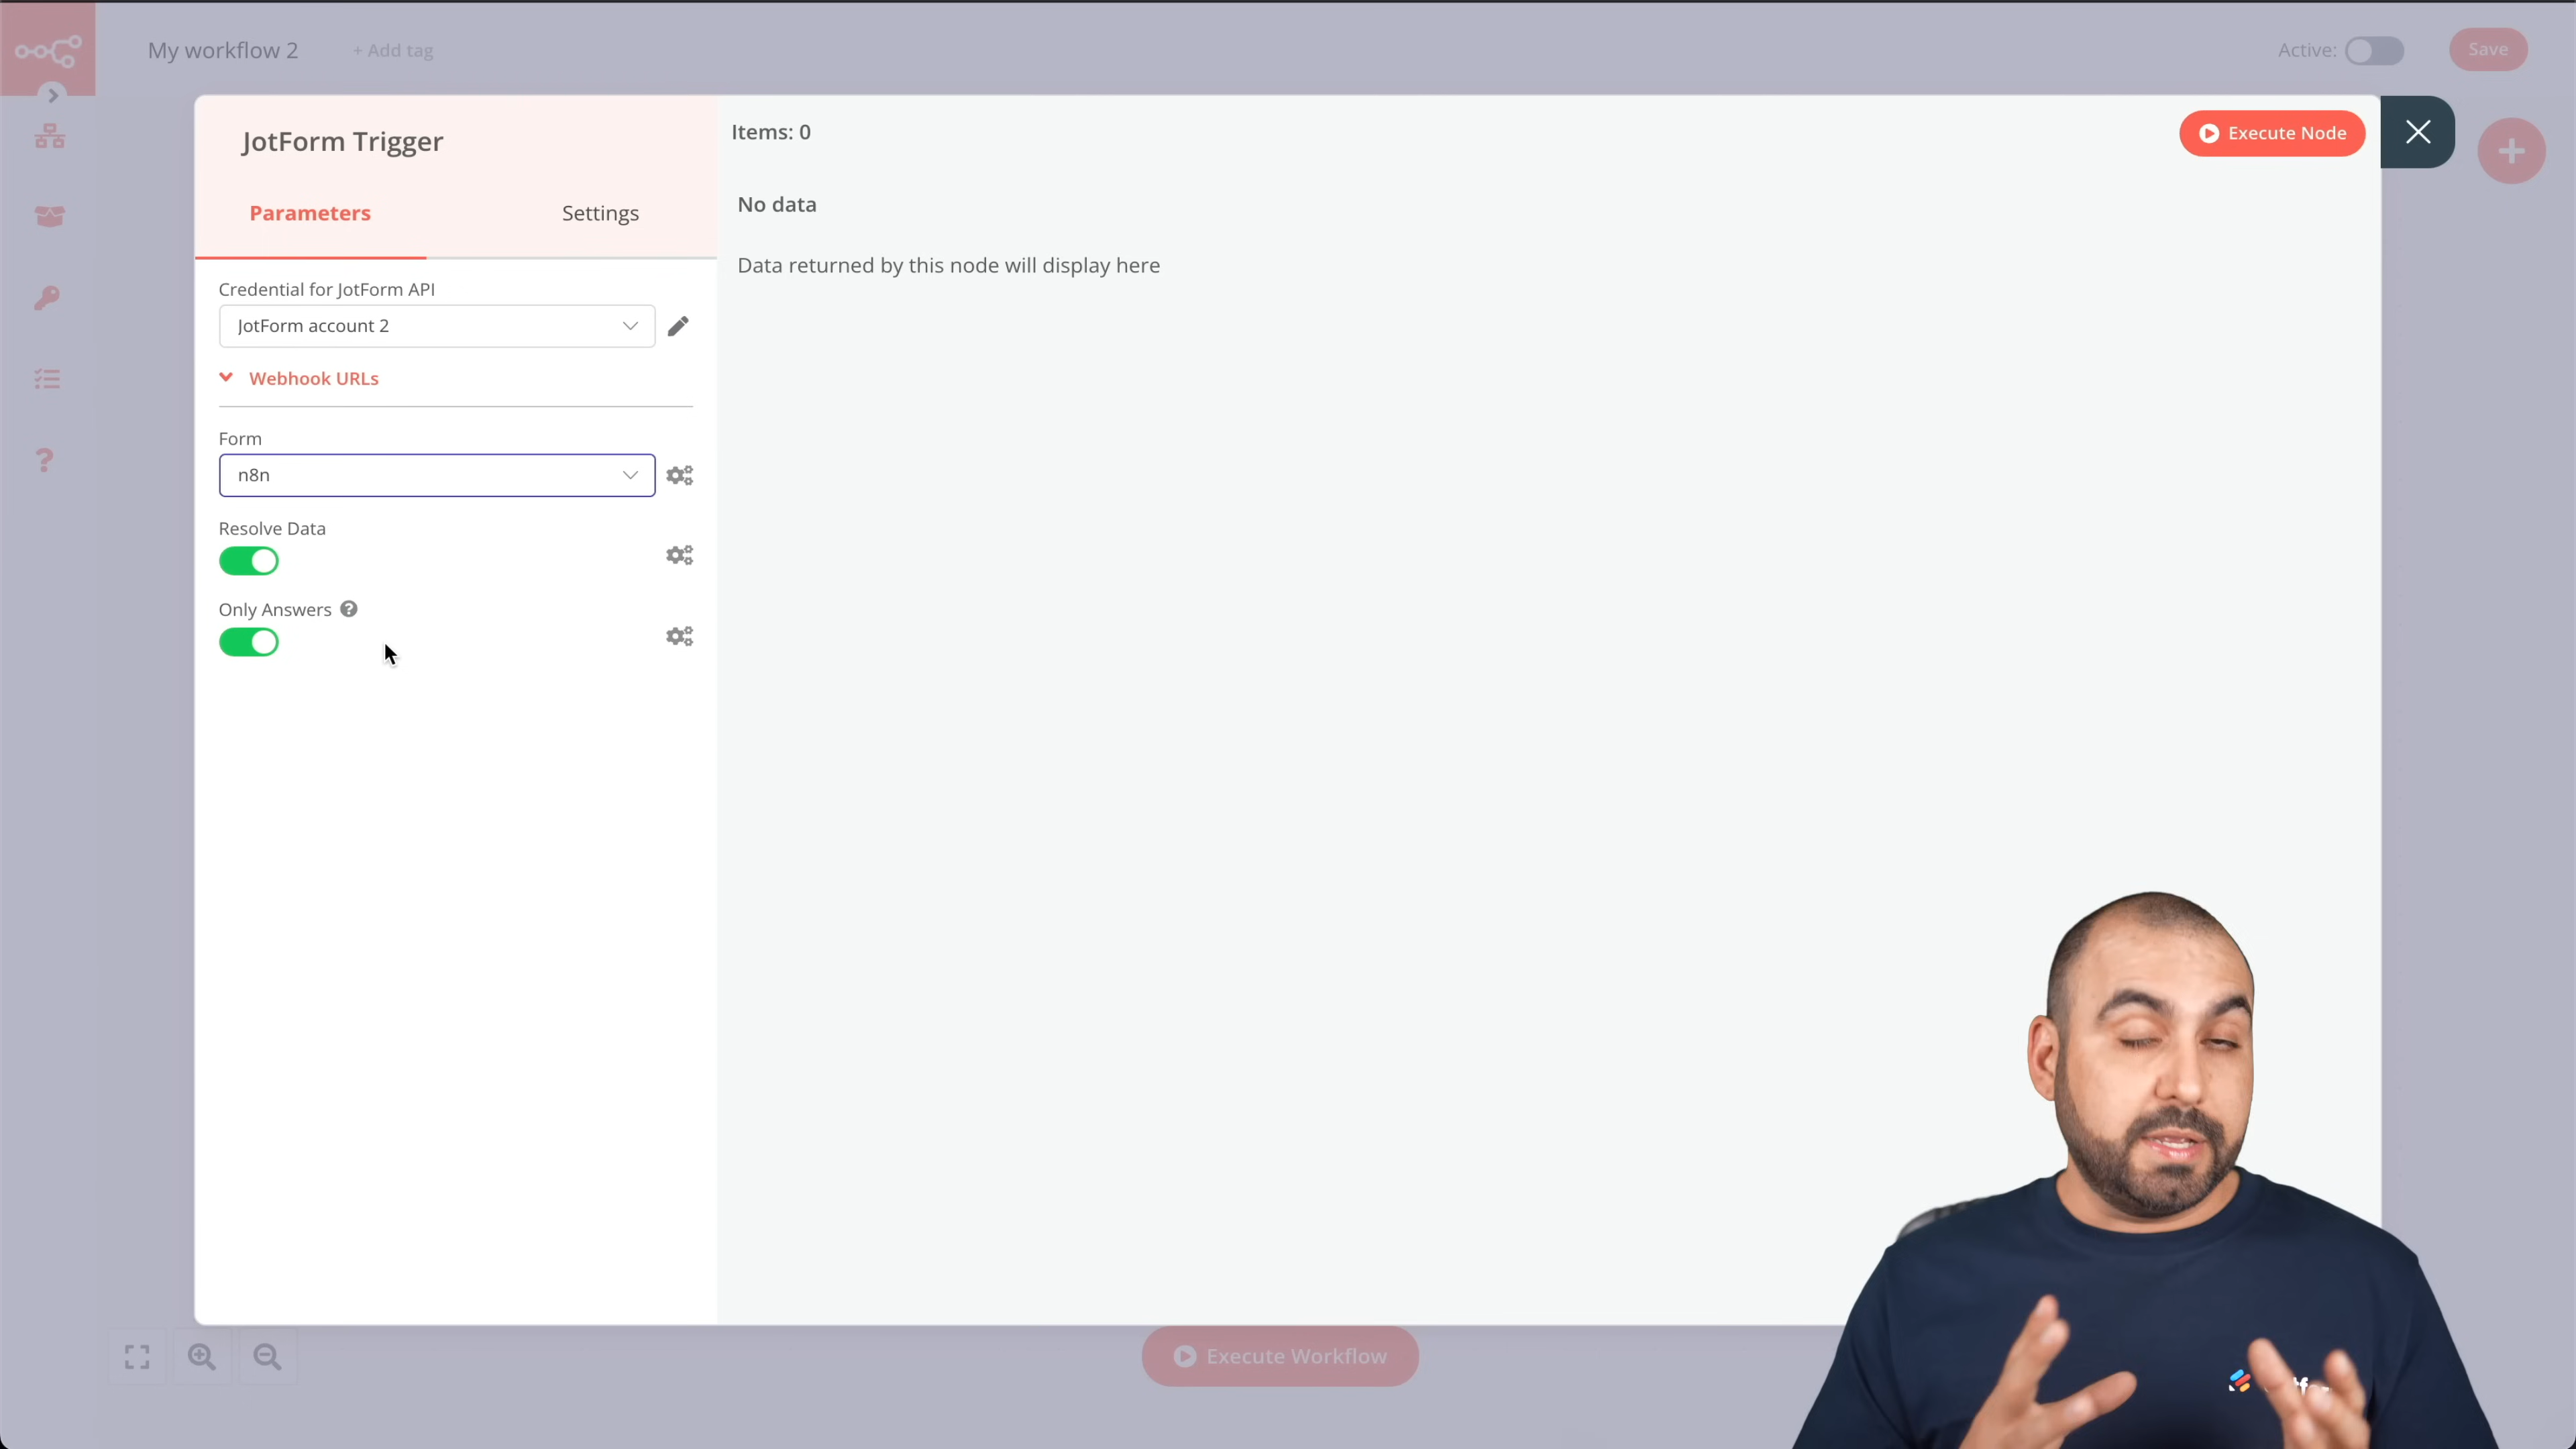 My workflow 2
+ Add tag
Active:
Save
JotForm Trigger
Parameters
Settings
Items: 0
Execute Node
No data
Data returned by this node will display here
Credential for JotForm API
JotForm account 2
Webhook URLs
Form
n8n
Resolve Data
Only Answers
Execute Workflow